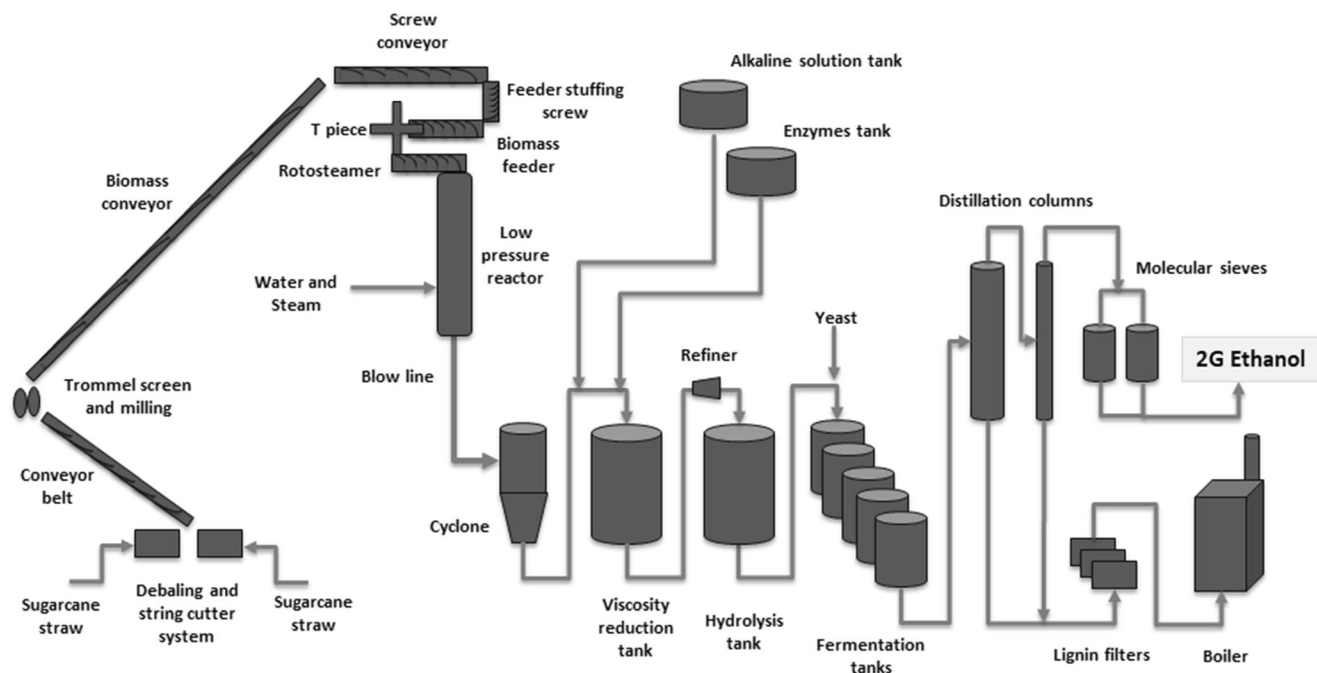 Screw
conveyor
Alkaline solution tank
Feeder stuffing
screw
T piece
Enzymes tank
Biomass
feeder
Rotosteamer
Biomass
conveyor
Distillation columns
Low
pressure
reactor
Molecular sieves
Water and
Steam
Yeast
Refiner
2G Ethanol
Blow line
Trommel screen
and milling
Conveyor
belt
Cyclone
Sugarcane
straw
Debaling and
string cutter
system
Sugarcane
straw
Viscosity
reduction
tank
Hydrolysis
tank
Fermentation
tanks
Lignin filters
Boiler